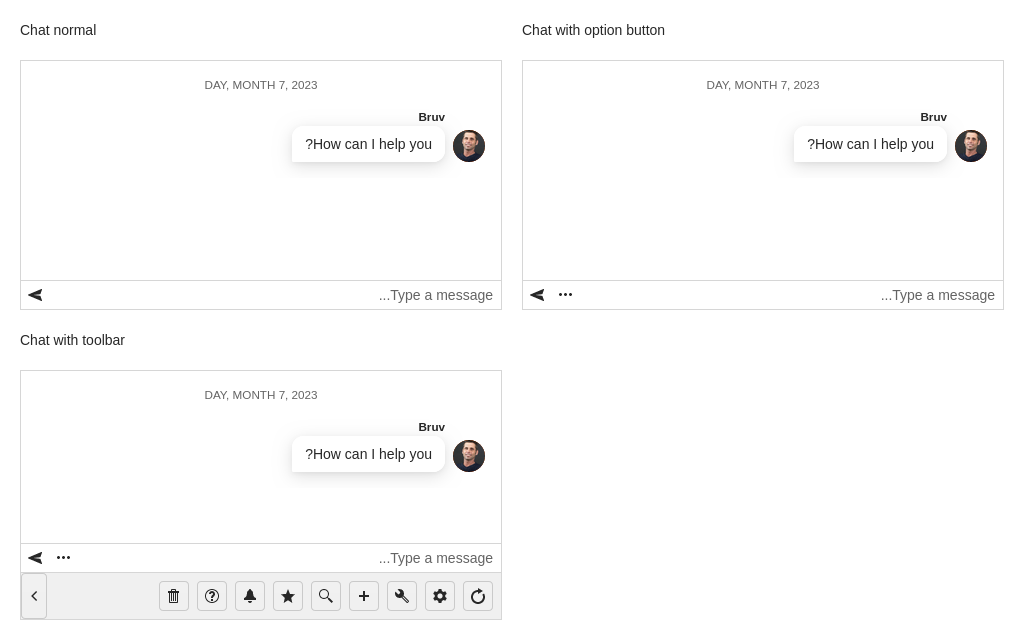 Chat normal
Chat with option button
DAY, MONTH 7, 2023
DAY, MONTH 7, 2023
Bruv
Bruv
?How can I help you
?How can I help you
...Type a message
...Type a message
Chat with toolbar
DAY, MONTH 7, 2023
Bruv
?How can I help you
...Type a message